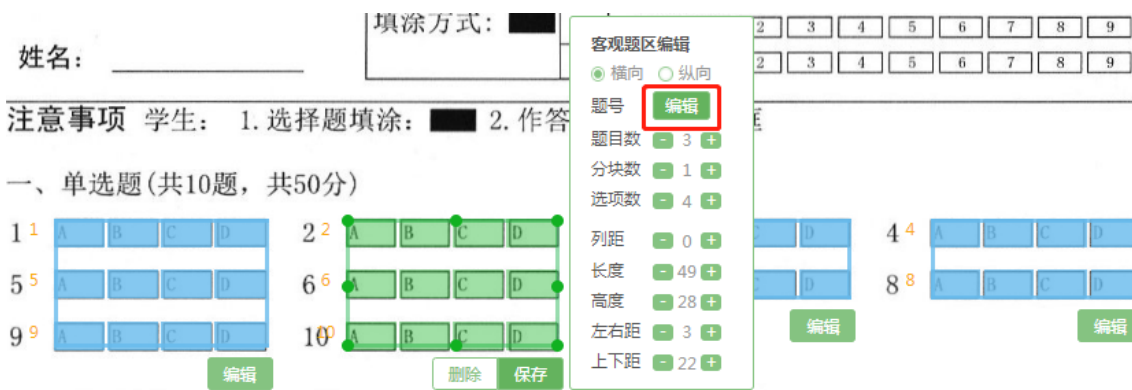 填涂方式:
2 3 4 5 6 7 8 9
姓名:
2 3 4 5 6 7 8 9
注意事项 学生: 1.选择题填涂: 2.作答
一、单选题(共10题，共50分)
1 1 A B C D
2 2 A B C D
C D
4 4 A B C D
5 5 A B C D
6 6 A B C D
D
8 8 A B C D
9 9 A B C D
10 10 A B C D
编辑
删除 保存
编辑
编辑
客观题区编辑
横向 纵向
题号 编辑
题目数 - 3 +
分块数 - 1 +
选项数 - 4 +
列距 - 0 +
长度 - 49 +
高度 - 28 +
左右距 - 3 +
上下距 - 22 +